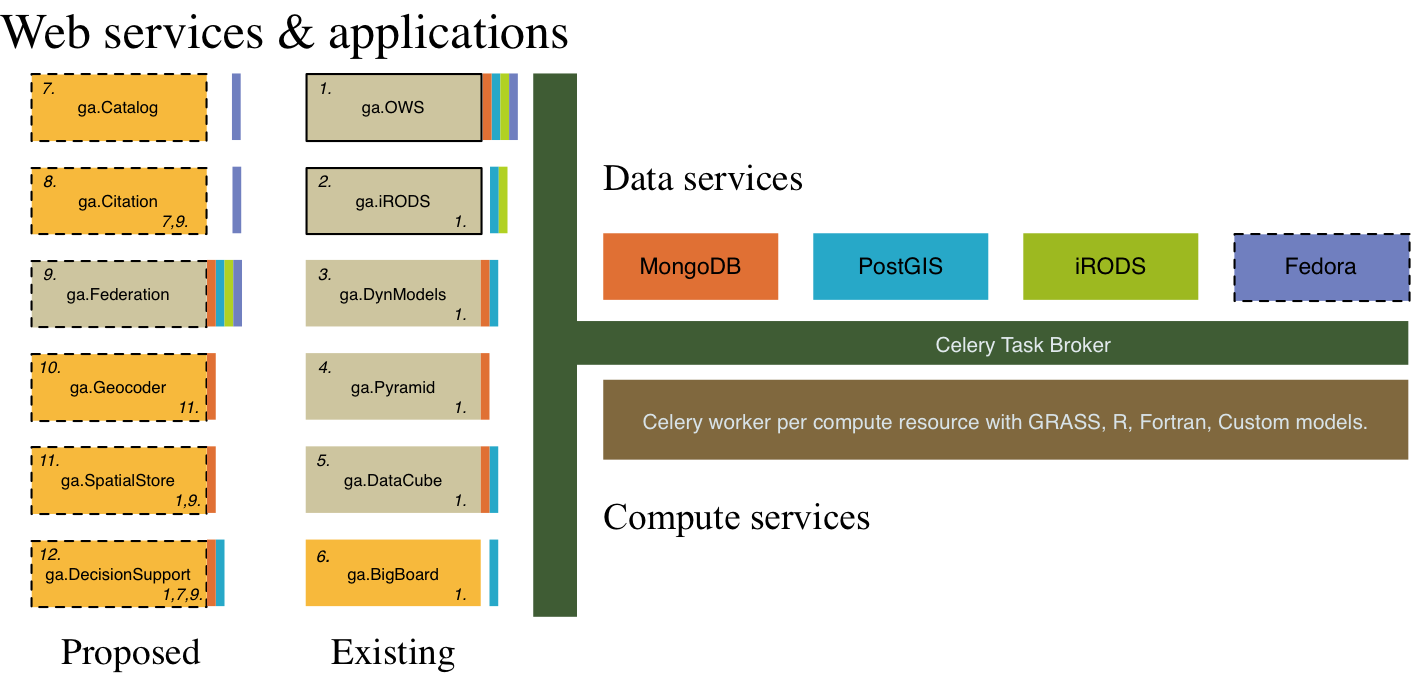 Web services & applications
7.
ga.Catalog
8.
ga.Citation
7,9.
9.
ga.Federation
10.
ga.Geocoder
11.
11.
ga.SpatialStore
1,9.
12.
ga.DecisionSupport
1,7,9.
Proposed
1.
ga.OWS
2.
ga.iRODS
1.
3.
ga.DynModels
1.
4.
ga.Pyramid
1.
5.
ga.DataCube
1.
6.
ga.BigBoard
1.
Existing
Data services
MongoDB
PostGIS
iRODS
Fedora
Celery Task Broker
Celery worker per compute resource with GRASS, R, Fortran, Custom models.
Compute services